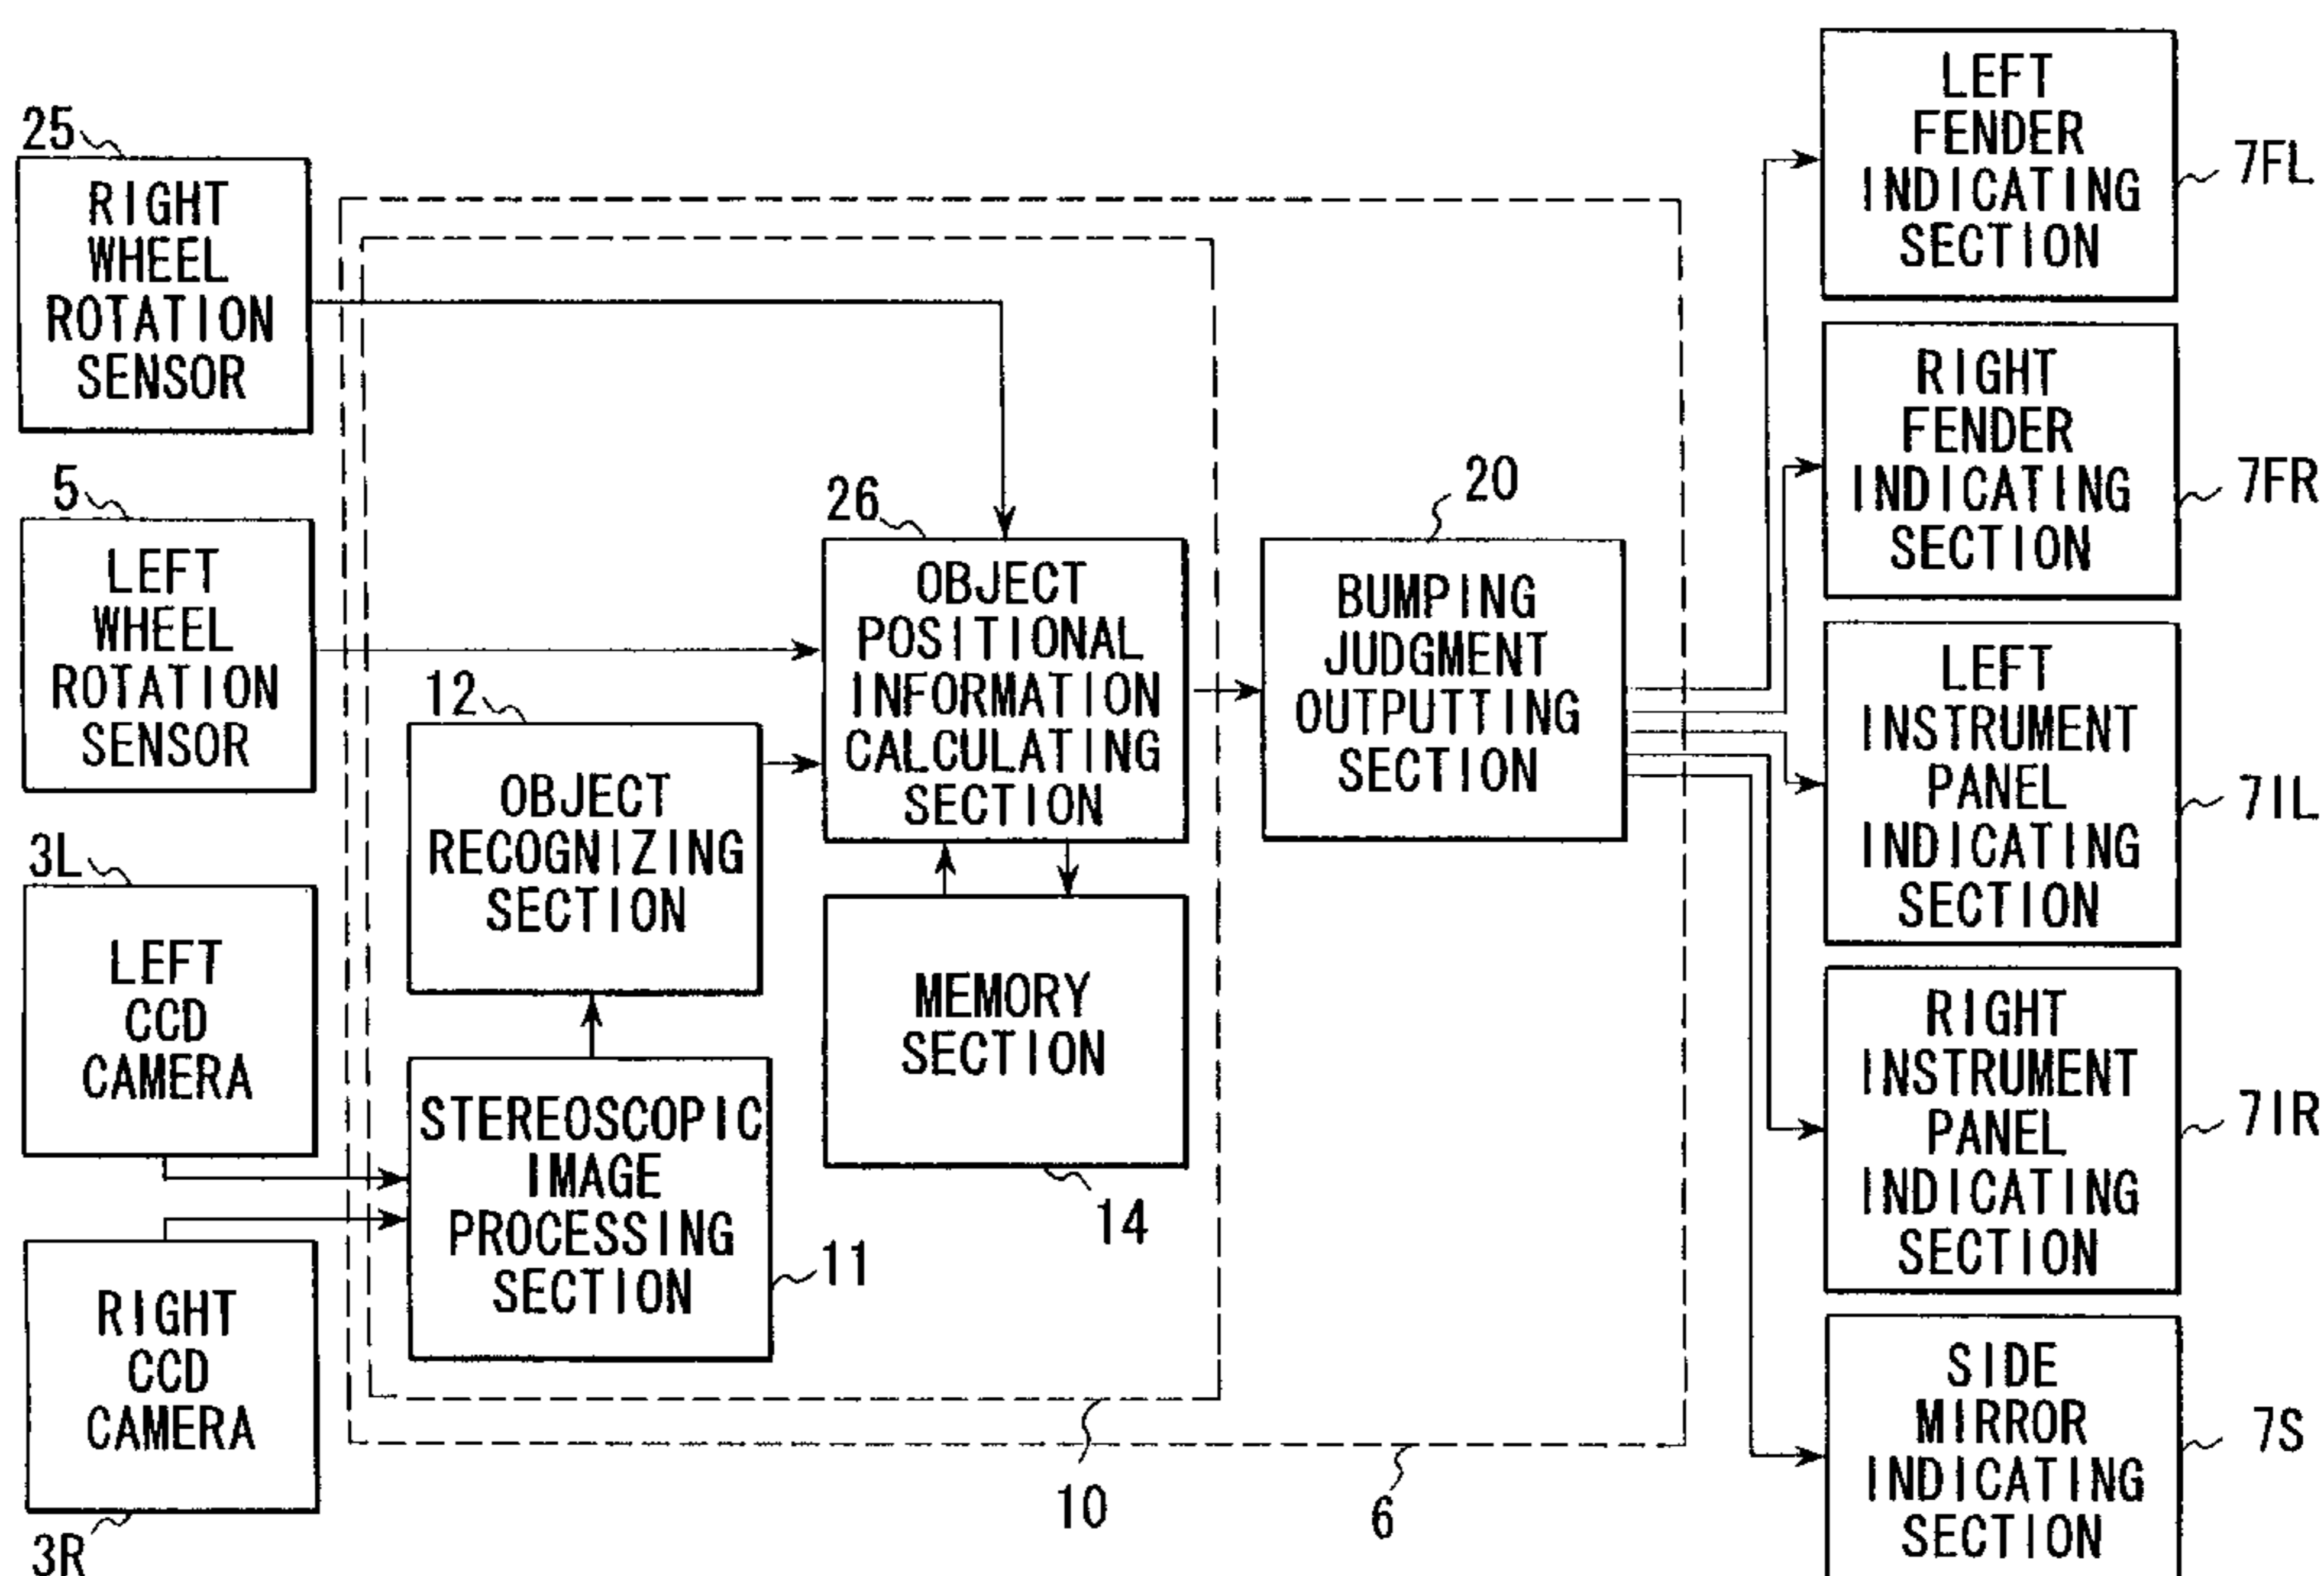 25
RIGHT
WHEEL
ROTATION
SENSOR
5
LEFT
WHEEL
ROTATION
SENSOR
3L
LEFT
CCD
CAMERA
RIGHT
CCD
CAMERA
3R
12
OBJECT
RECOGNIZING
SECTION
STEREOSCOPIC
IMAGE
PROCESSING
SECTION
11
26
OBJECT
POSITIONAL
INFORMATION
CALCULATING
SECTION
MEMORY
SECTION
14
10
20
BUMPING
JUDGMENT
OUTPUTTING
SECTION
6
LEFT
FENDER
INDICATING
SECTION
7FL
RIGHT
FENDER
INDICATING
SECTION
7FR
LEFT
INSTRUMENT
PANEL
INDICATING
SECTION
7IL
RIGHT
INSTRUMENT
PANEL
INDICATING
SECTION
7IR
SIDE
MIRROR
INDICATING
SECTION
7S